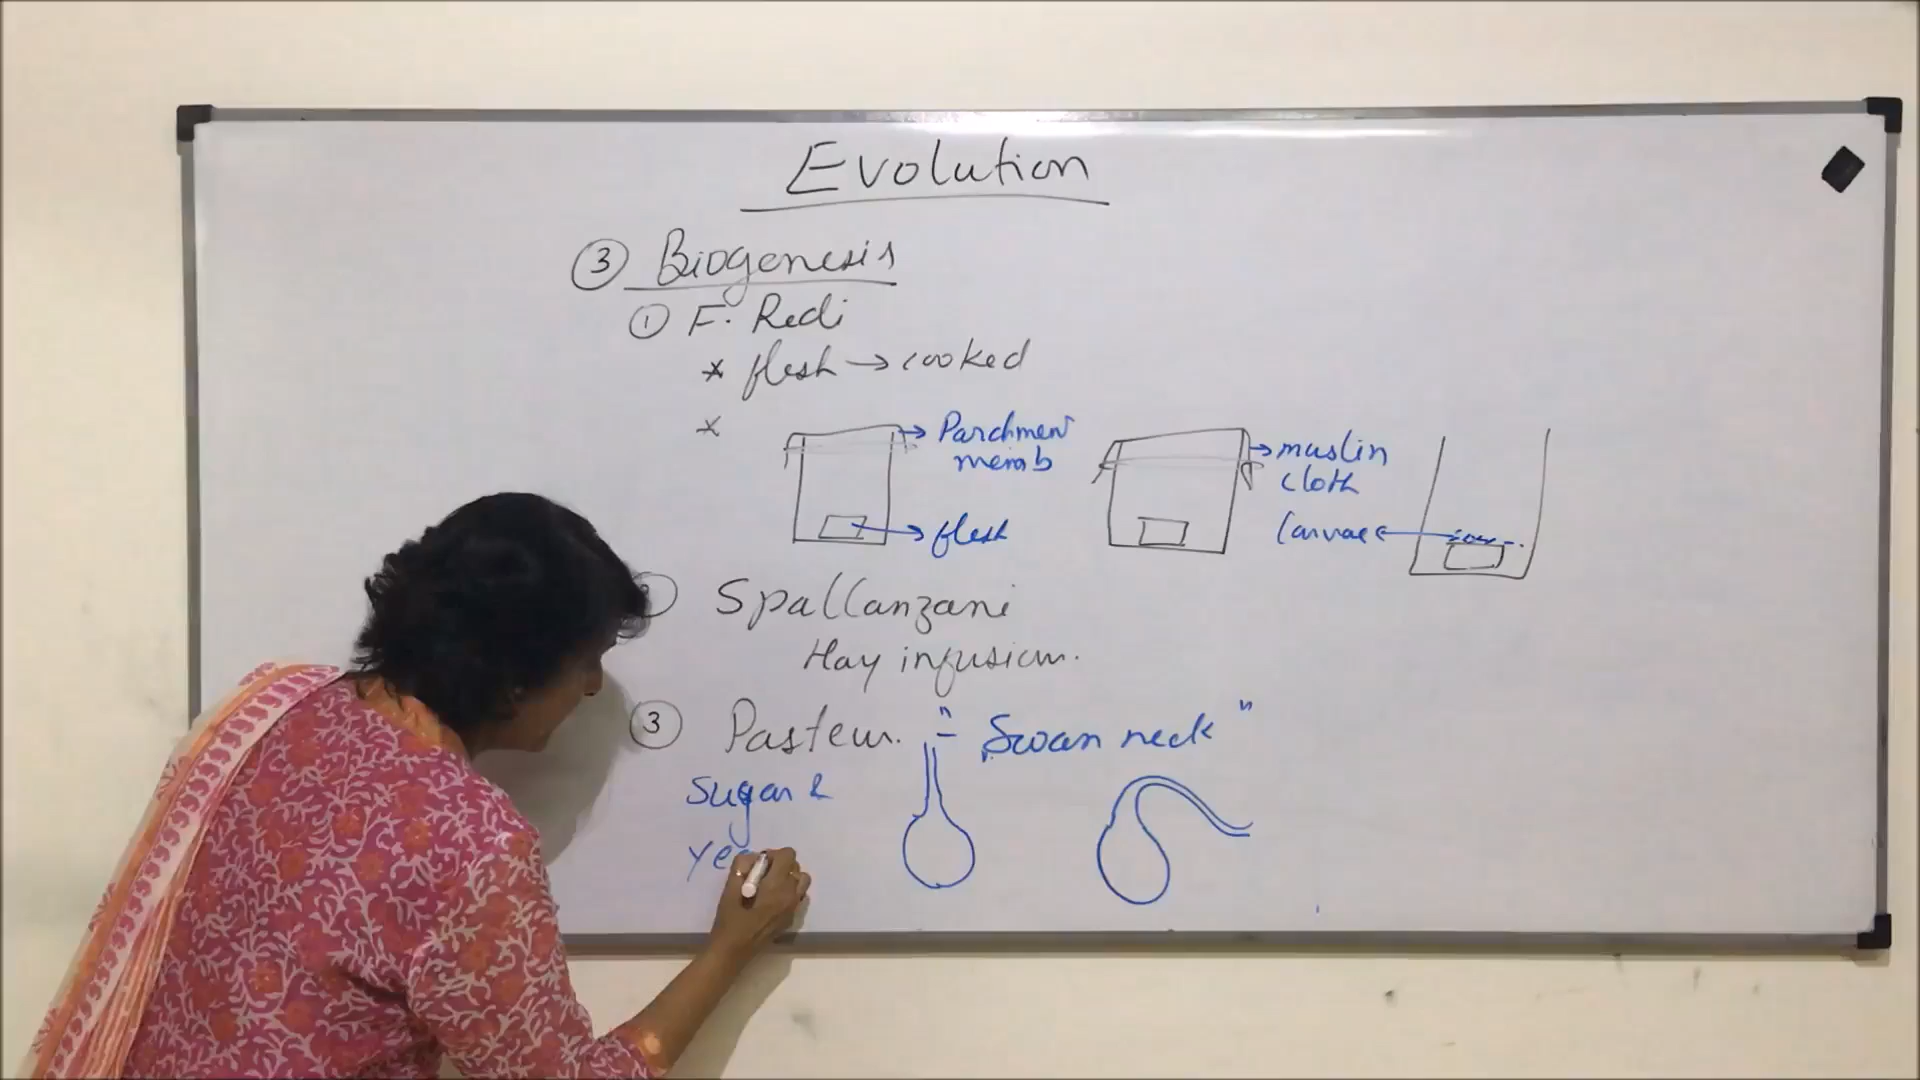 Evolution
③ Biogenesis
① F. Redi
* flesh → cooked
*
→ Parchment
memb
→ flesh
→ muslin
cloth
larvae ←
Spallanzani
Hay infusion.
③ Pasteur. - "Swan neck"
Sugar &